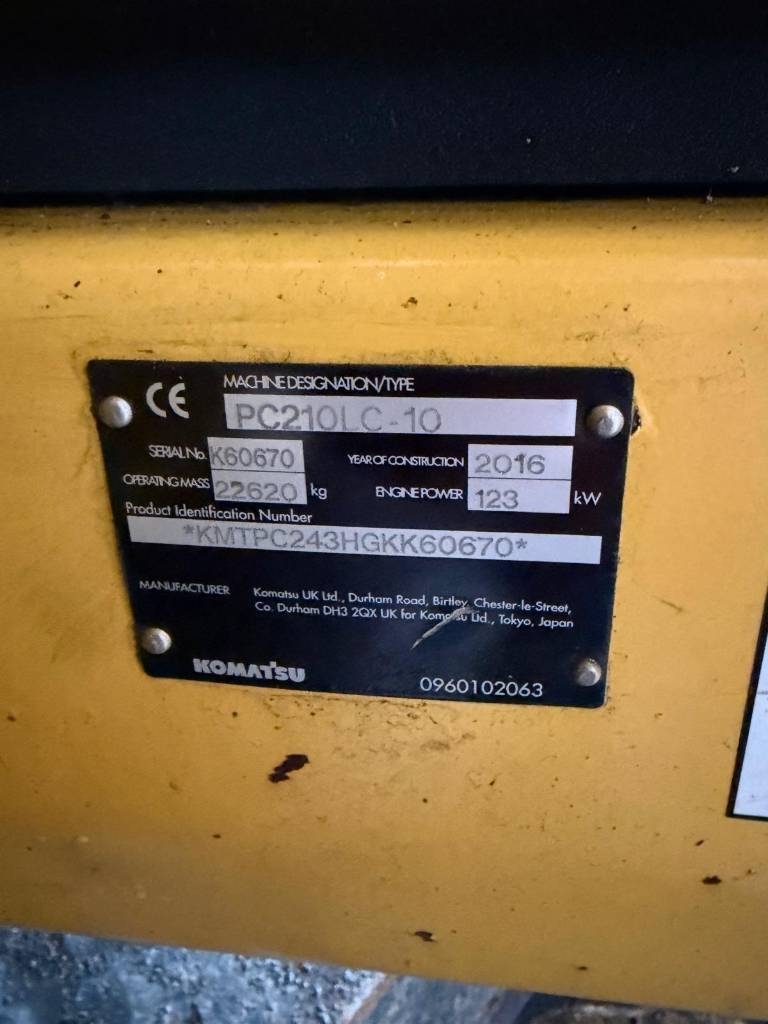 CE
MACHINE DESIGNATION/TYPE
PC210LC-10
SERIAL No. K60670 YEAR OF CONSTRUCTION 2016
OPERATING MASS 22620 kg ENGINE POWER 123 kW
Product Identification Number
*KMTPC243HGKK60670*
MANUFACTURER Komatsu UK Ltd., Durham Road, Birtley, Chester-le-Street,
Co. Durham DH3 2QX UK for Komatsu Ltd., Tokyo, Japan
KOMATSU 0960102063